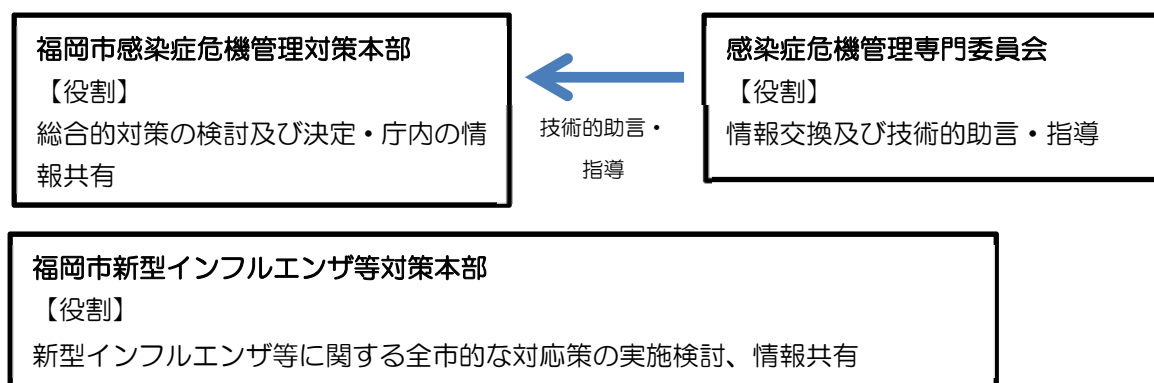 福岡市感染症危機管理対策本部
【役割】
総合的対策の検討及び決定・庁内の情
報共有
技術的助言・
指導
感染症危機管理専門委員会
【役割】
情報交換及び技術的助言・指導
福岡市新型インフルエンザ等対策本部
【役割】
新型インフルエンザ等に関する全市的な対応策の実施検討、情報共有